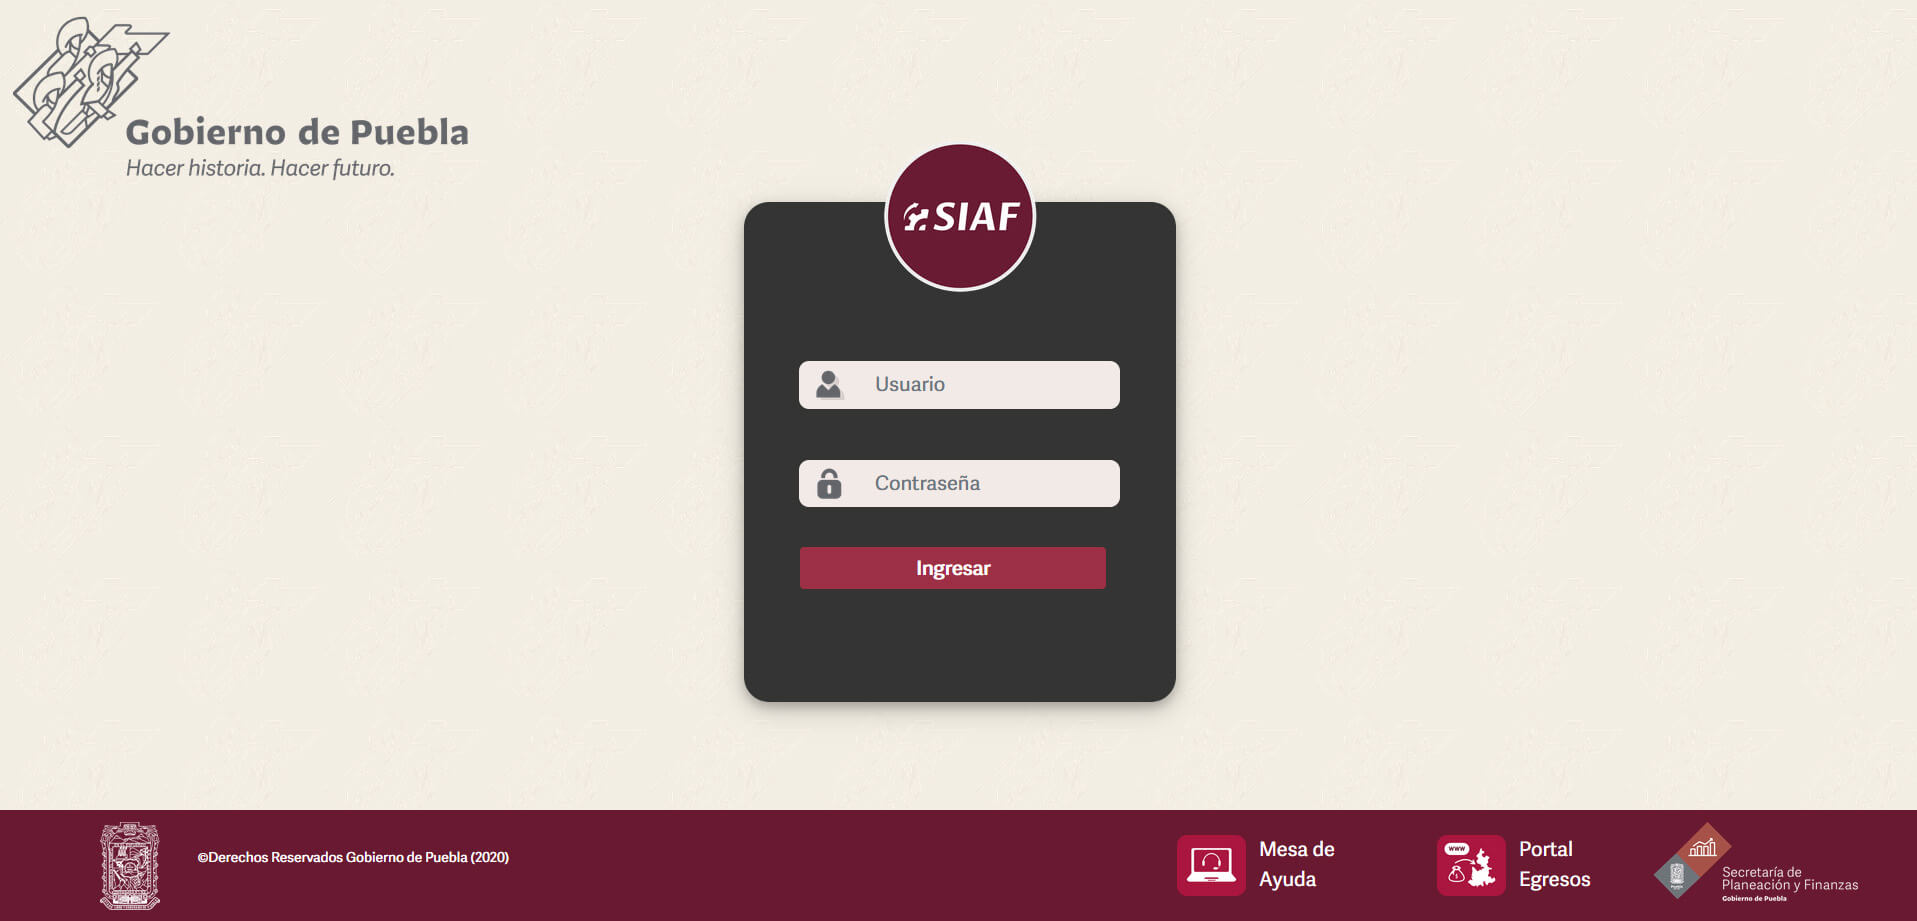 Gobierno de Puebla
Hacer historia. Hacer futuro.
SIAF
Usuario
Contraseña
Ingresar
©Derechos Reservados Gobierno de Puebla (2020)
Mesa de
Ayuda
www
Portal
Egresos
Secretaría de
Planeación y Finanzas
Gobierno de Puebla